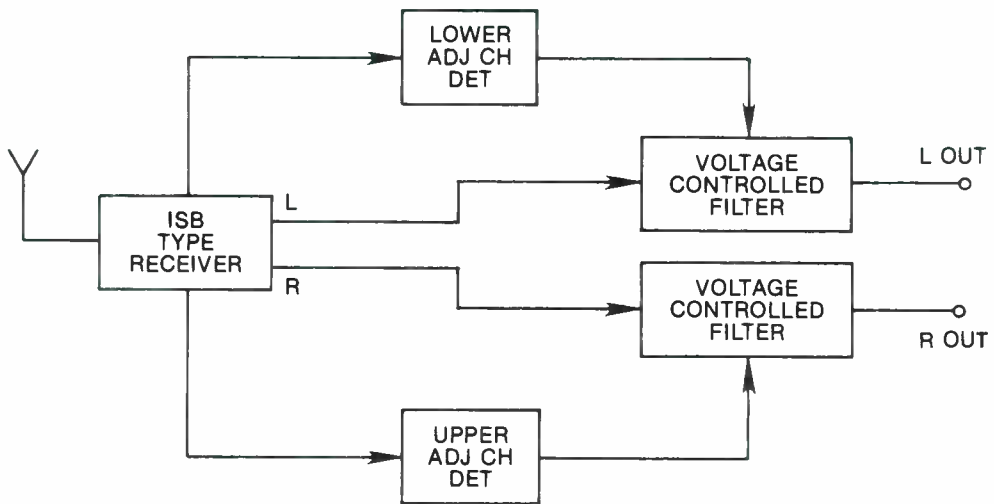 LOWER
ADJ CH
DET
VOLTAGE
CONTROLLED
FILTER
L OUT
ISB
TYPE
RECEIVER
L
R
VOLTAGE
CONTROLLED
FILTER
R OUT
UPPER
ADJ CH
DET